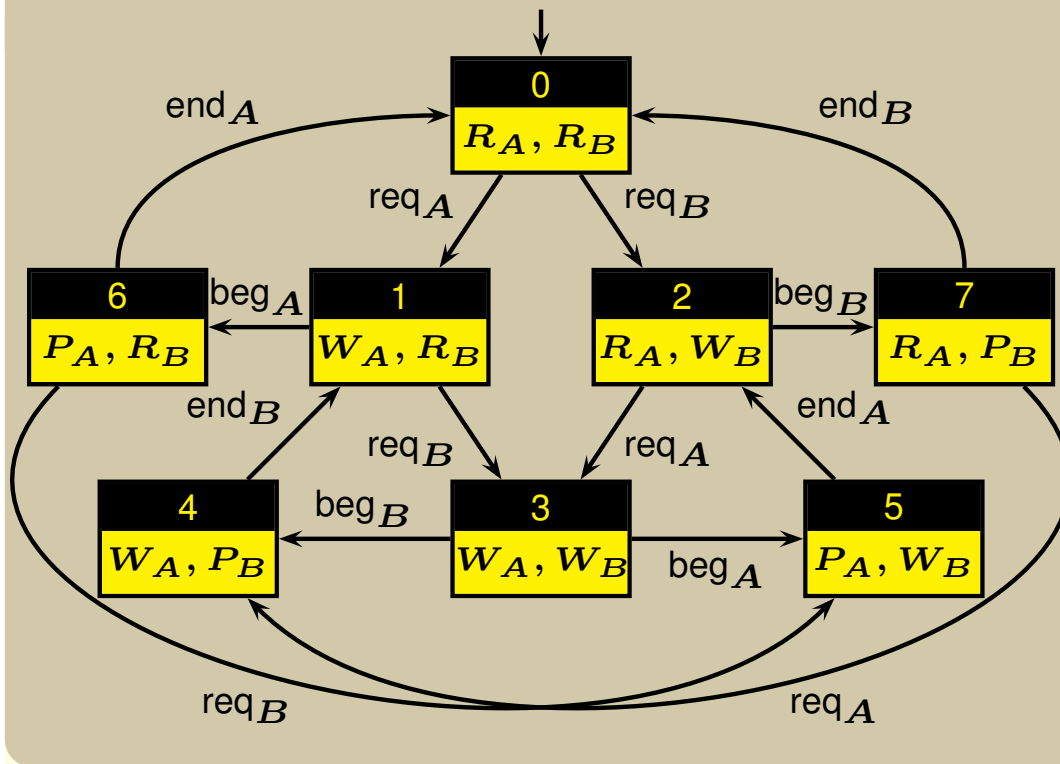 0
R_A, R_B
end_A
end_B
req_A
req_B
6
P_A, R_B
beg_A
1
W_A, R_B
2
R_A, W_B
beg_B
7
R_A, P_B
end_B
req_B
req_A
end_A
4
W_A, P_B
beg_B
3
W_A, W_B
beg_A
5
P_A, W_B
req_B
req_A